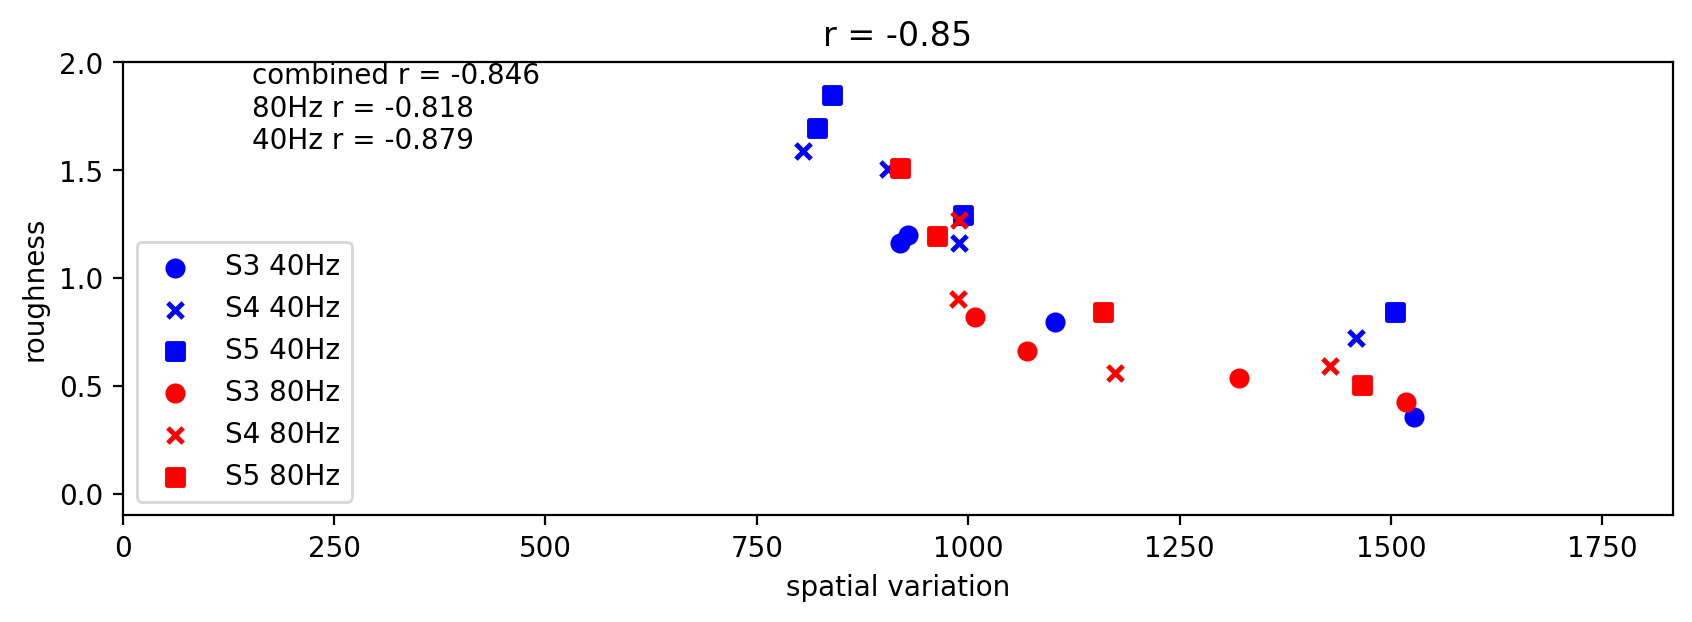 r = -0.85
combined r = -0.846
80Hz r = -0.818
40Hz r = -0.879
roughness
2.0
1.5
1.0
0.5
0.0
S3 40Hz
S4 40Hz
S5 40Hz
S3 80Hz
S4 80Hz
S5 80Hz
0 250 500 750 1000 1250 1500 1750
spatial variation